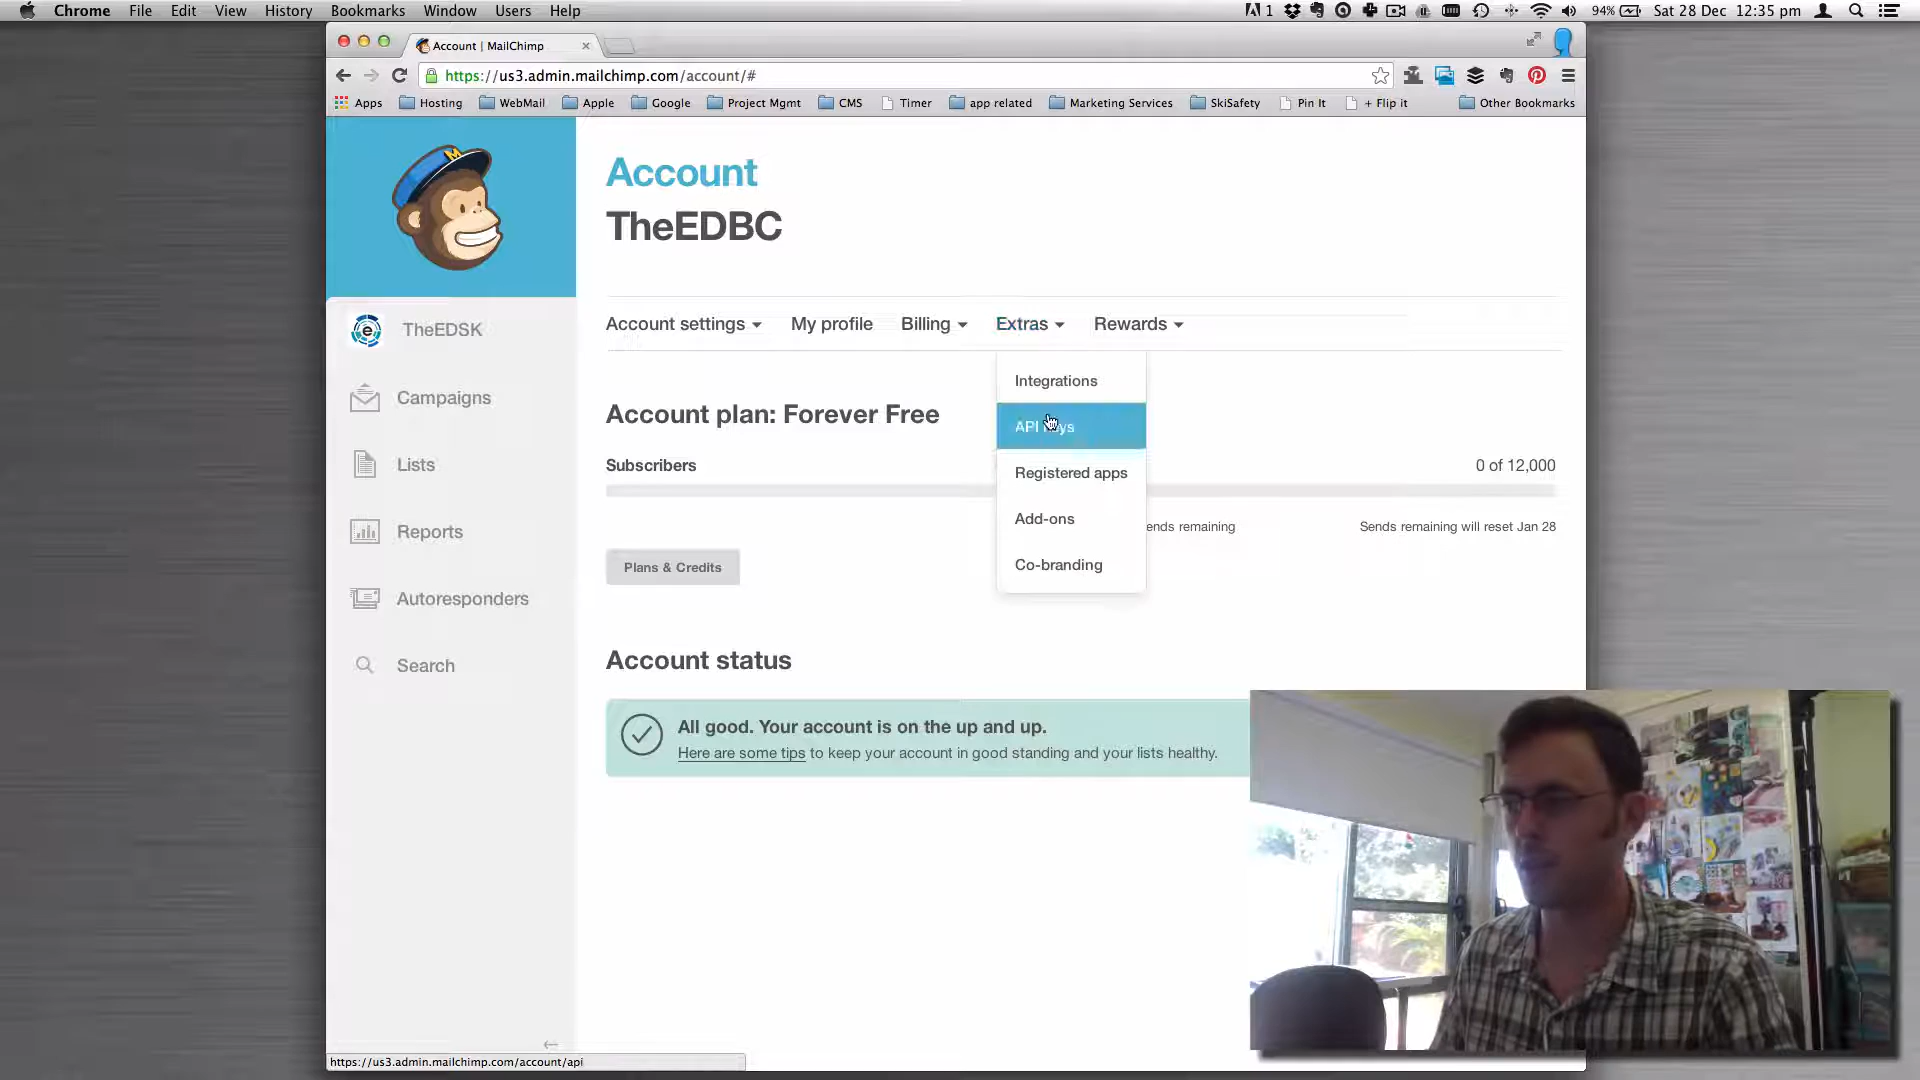 Chrome File Edit View History Bookmarks Window Users Help
1 94% Sat 28 Dec 12:35 pm
Account | MailChimp
https://us3.admin.mailchimp.com/account/#
Apps Hosting WebMail Apple Google Project Mgmt CMS Timer app related Marketing Services SkiSafety Pin It + Flip it Other Bookmarks
Account
TheEDBC
TheEDSK
Campaigns
Lists
Reports
Autoresponders
Search
Account settings My profile Billing Extras Rewards
Integrations
API
Registered apps
Add-ons
Co-branding
Account plan: Forever Free
Subscribers 0 of 12,000
remaining Sends remaining will reset Jan 28
Plans & Credits
Account status
All good. Your account is on the up and up.
Here are some tips to keep your account in good standing and your lists healthy.
https://us3.admin.mailchimp.com/account/api